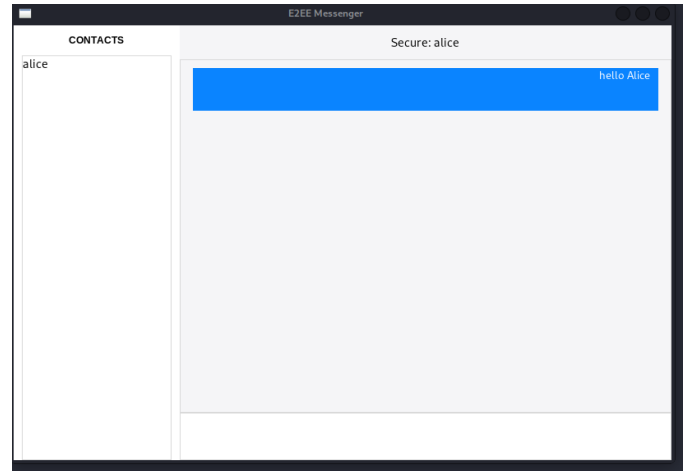 E2EE Messenger
CONTACTS
Secure: alice
alice
hello Alice